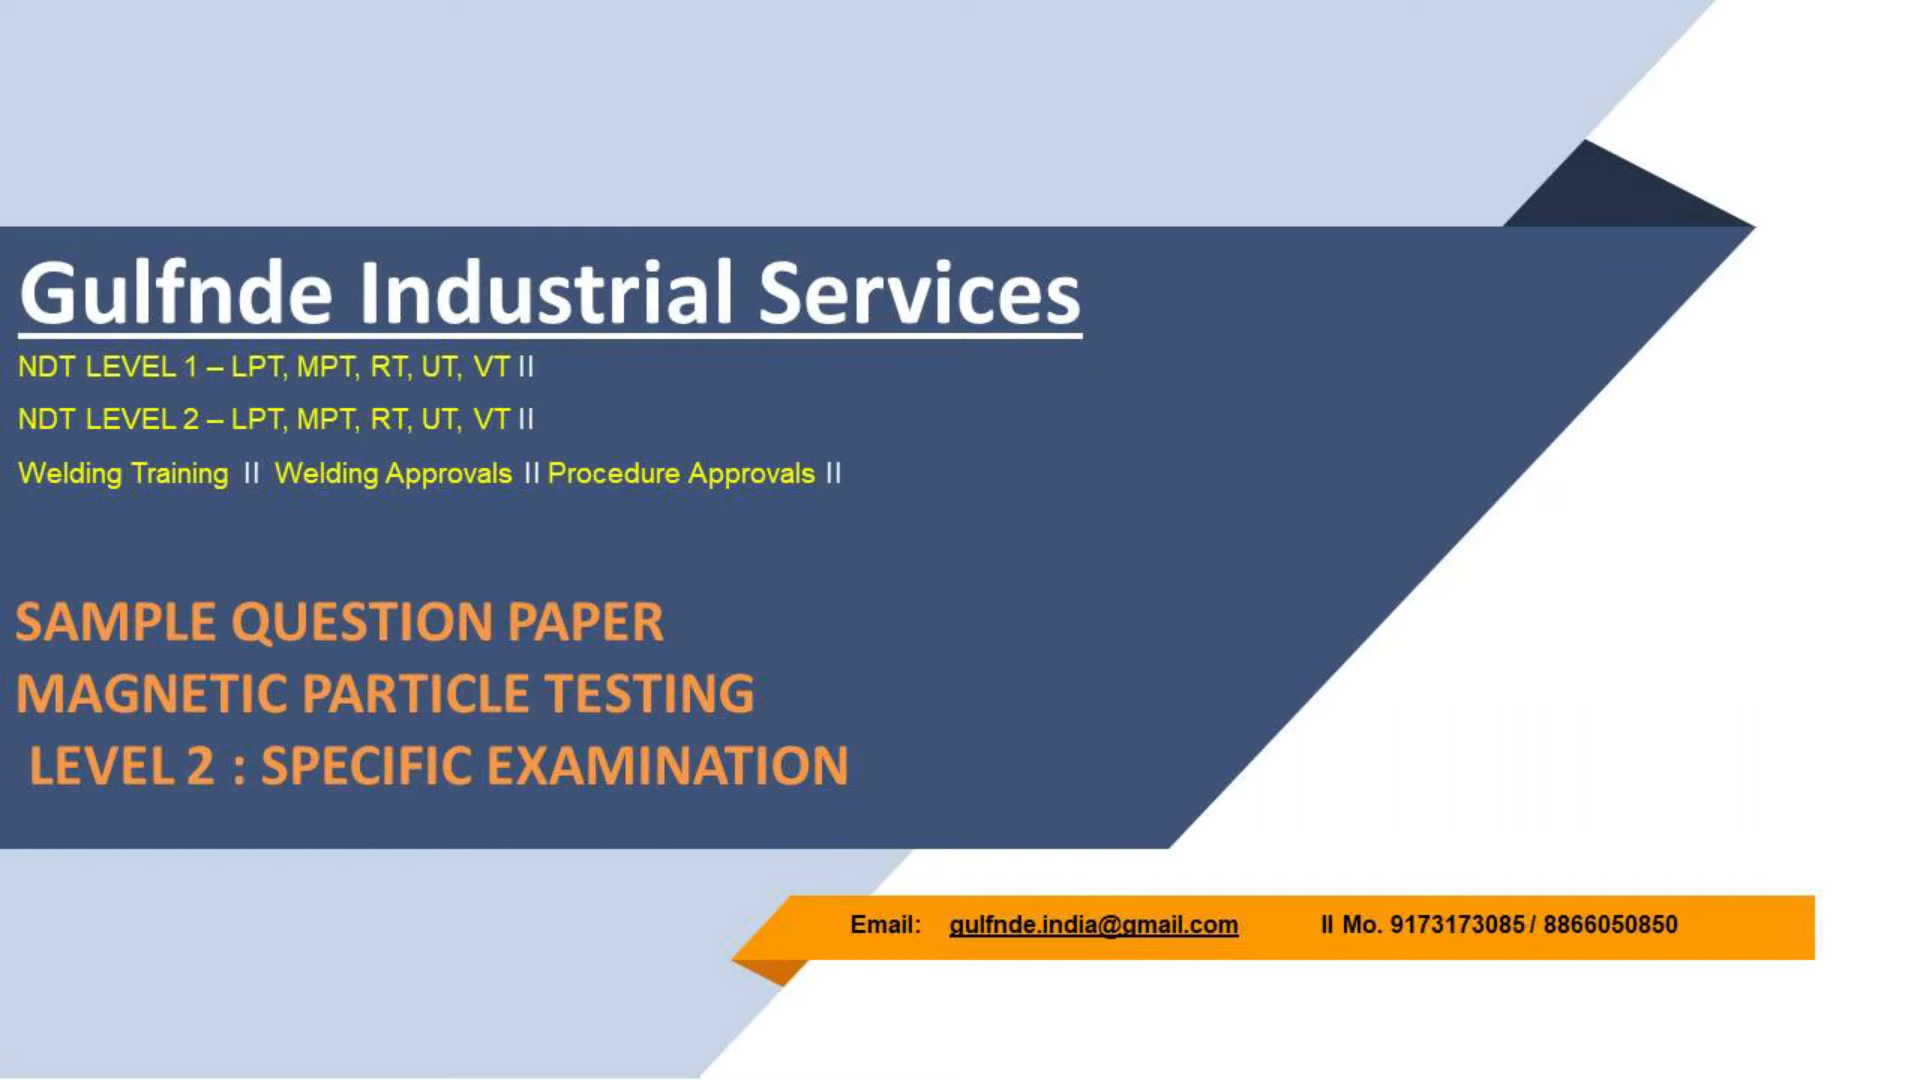 Gulfnde Industrial Services
NDT LEVEL 1 – LPT, MPT, RT, UT, VT II
NDT LEVEL 2 – LPT, MPT, RT, UT, VT II
Welding Training II Welding Approvals II Procedure Approvals II
SAMPLE QUESTION PAPER
MAGNETIC PARTICLE TESTING
LEVEL 2 : SPECIFIC EXAMINATION
Email: gulfnde.india@gmail.com II Mo. 9173173085 / 8866050850